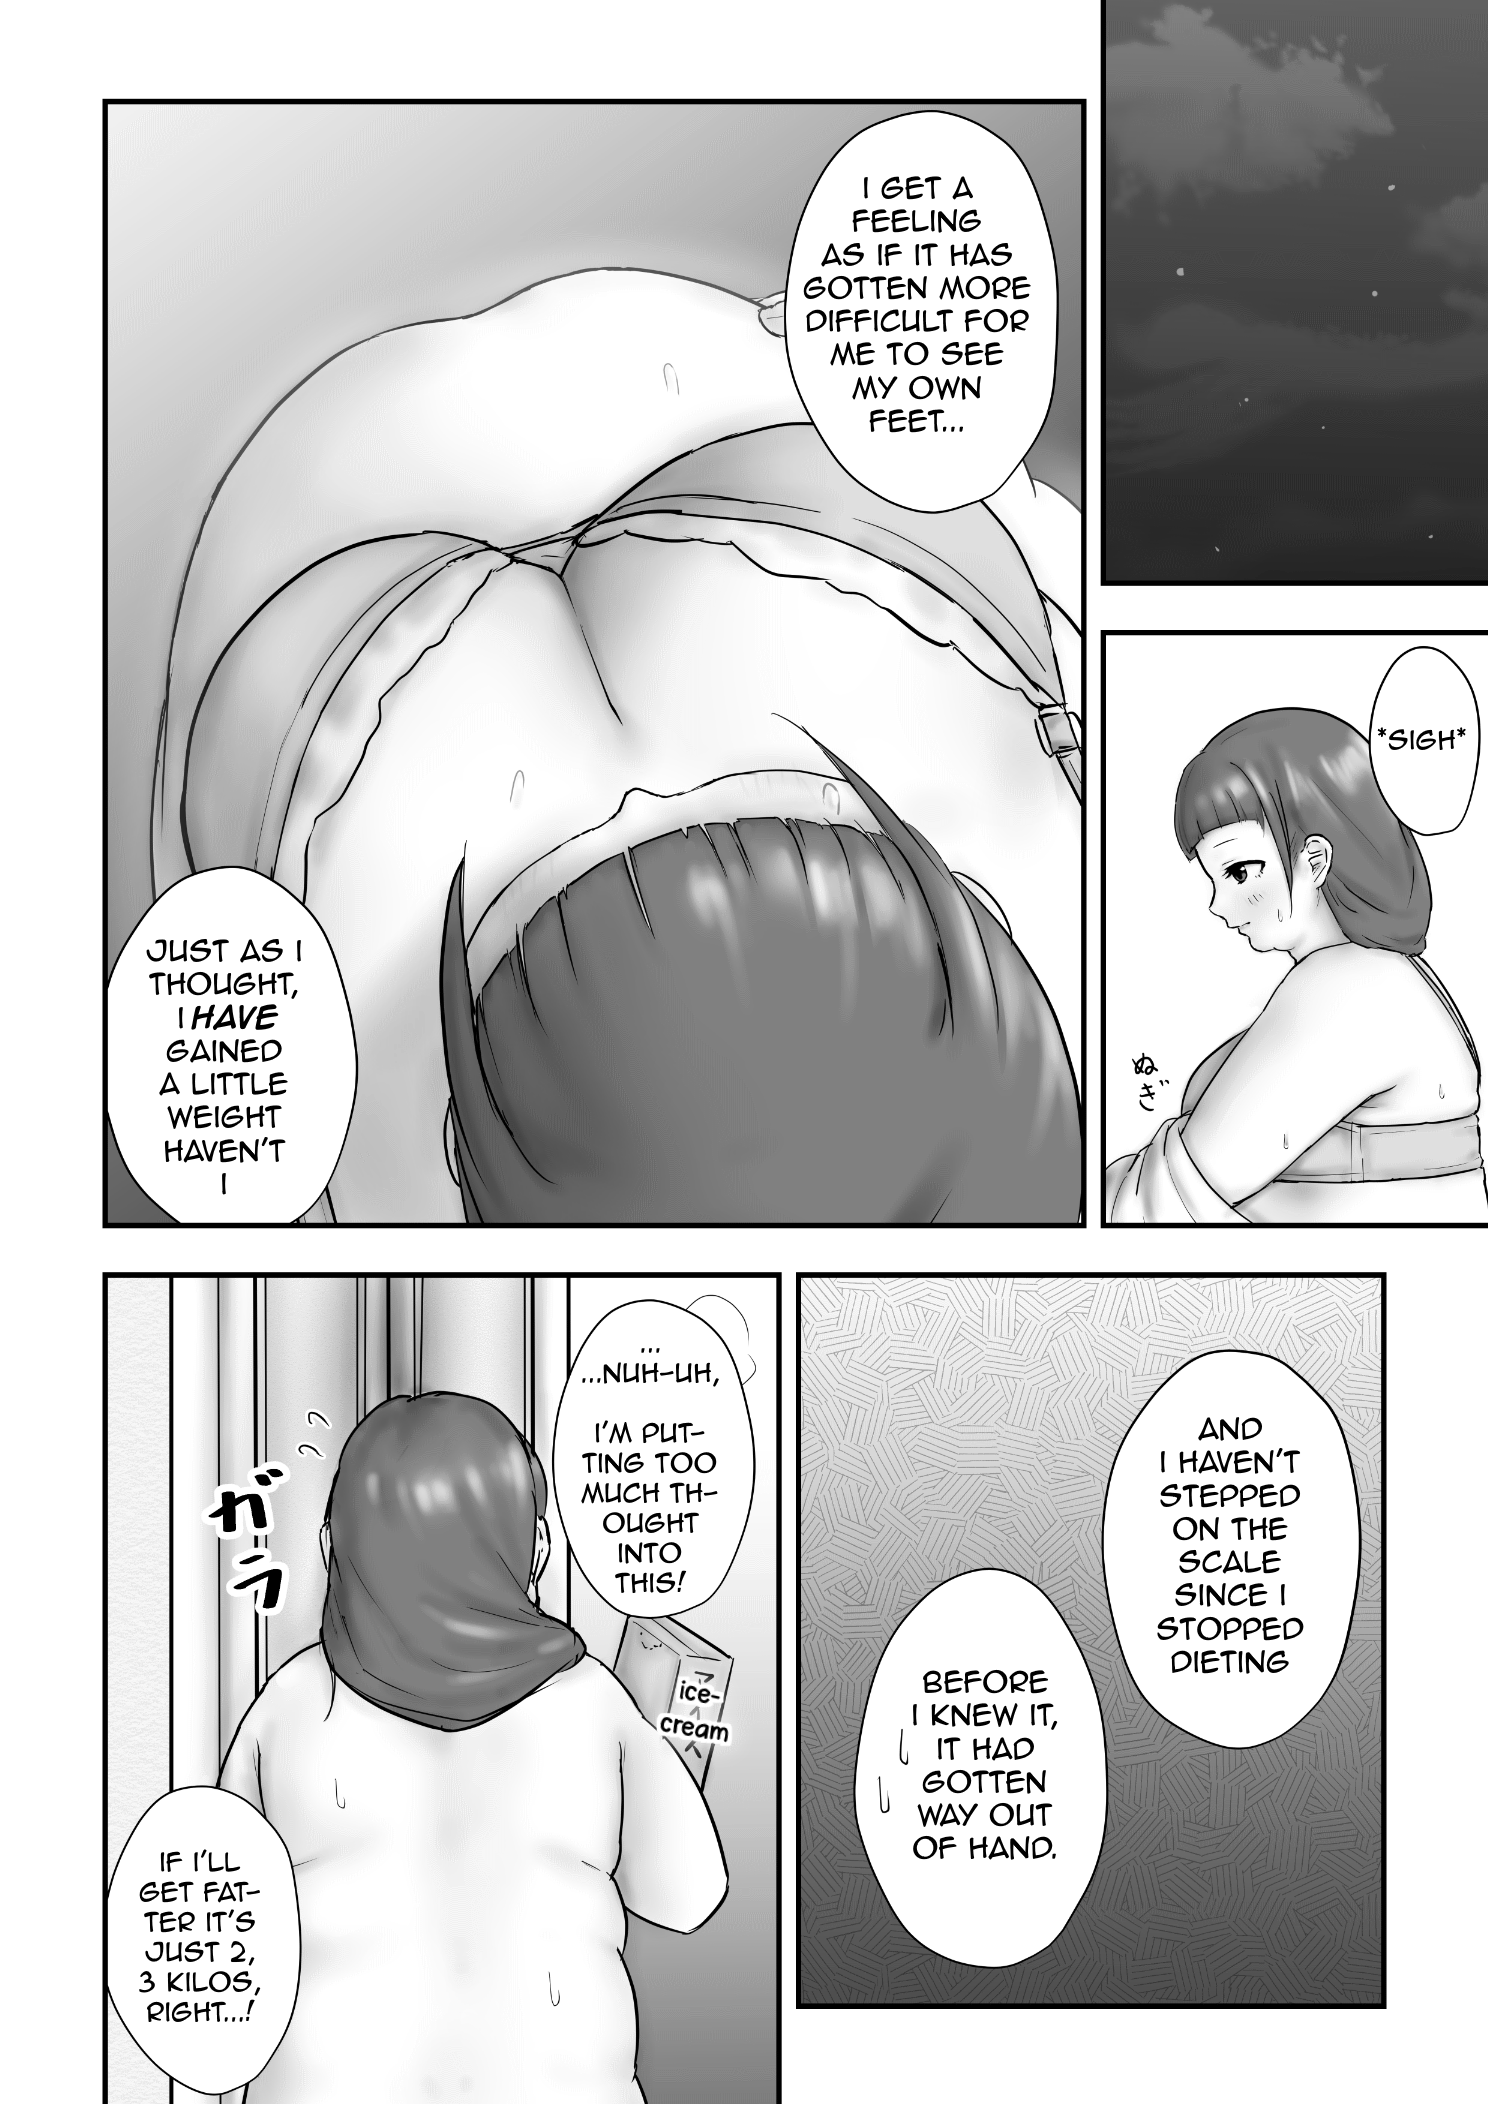 *SIGH*
ぬぎ゛
I GET A
FEELING
AS IF IT HAS
GOTTEN MORE
DIFFICULT FOR
ME TO SEE
MY OWN
FEET...
JUST AS I
THOUGHT,
I HAVE
GAINED
A LITTLE
WEIGHT
HAVEN'T
I
AND
I HAVEN'T
STEPPED
ON THE
SCALE
SINCE I
STOPPED
DIETING
BEFORE
I KNEW IT,
IT HAD
GOTTEN
WAY OUT
OF HAND.
...
...NUH-UH,
I'M PUT-
TING TOO
MUCH TH-
OUGHT
INTO
THIS!
ガラ
アイス
ice-
cream
IF I'LL
GET FAT-
TER IT'S
JUST 2,
3 KILOS,
RIGHT...!